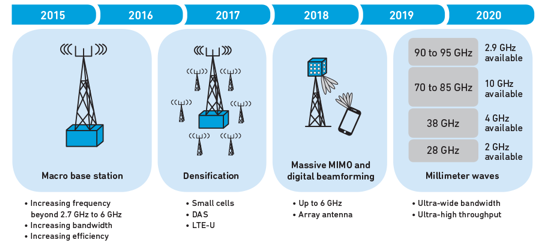 2015 2016 2017 2018 2019 2020
90 to 95 GHz
2.9 GHz
available
70 to 85 GHz
10 GHz
available
38 GHz
4 GHz
available
28 GHz
2 GHz
available
Macro base station
Densification
Massive MIMO and
digital beamforming
Millimeter waves
• Increasing frequency
beyond 2.7 GHz to 6 GHz
• Increasing bandwidth
• Increasing efficiency
• Small cells
• DAS
• LTE-U
• Up to 6 GHz
• Array antenna
• Ultra-wide bandwidth
• Ultra-high throughput